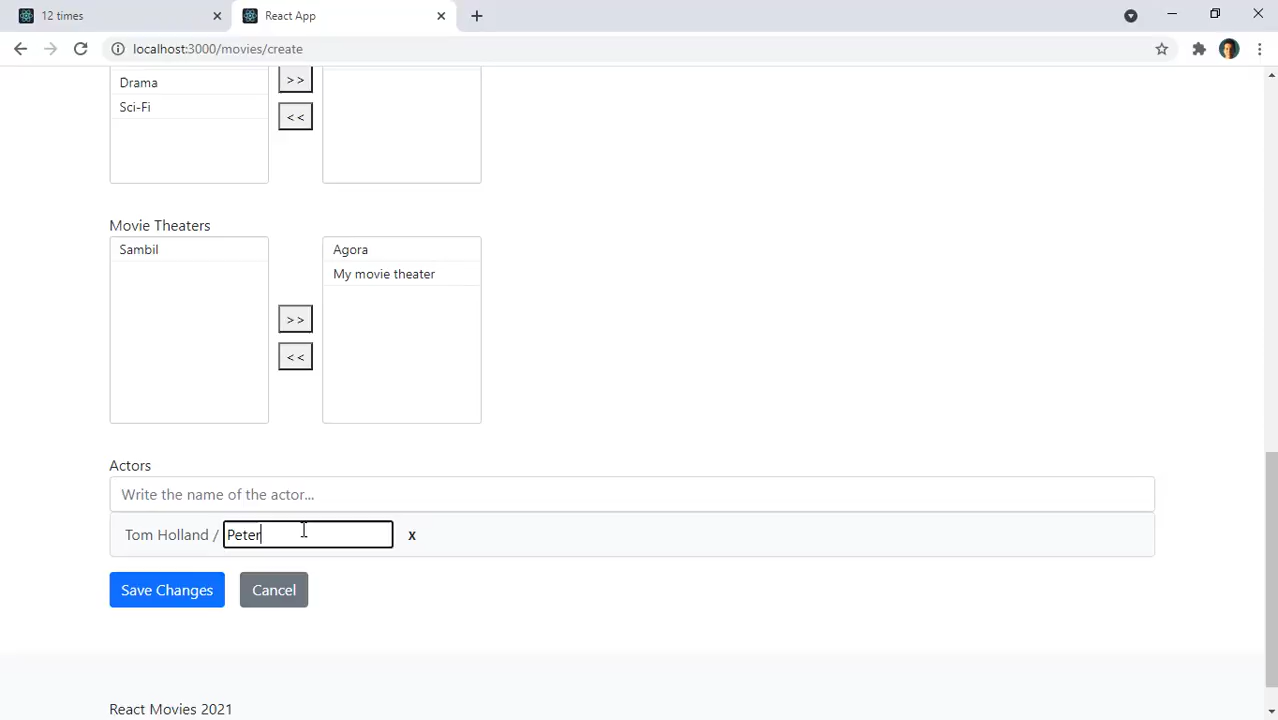 12 times
React App
localhost:3000/movies/create
Drama
Sci-Fi
>>
<<
Movie Theaters
Sambil
Agora
My movie theater
>>
<<
Actors
Write the name of the actor...
Tom Holland / Peter x
Save Changes
Cancel
React Movies 2021